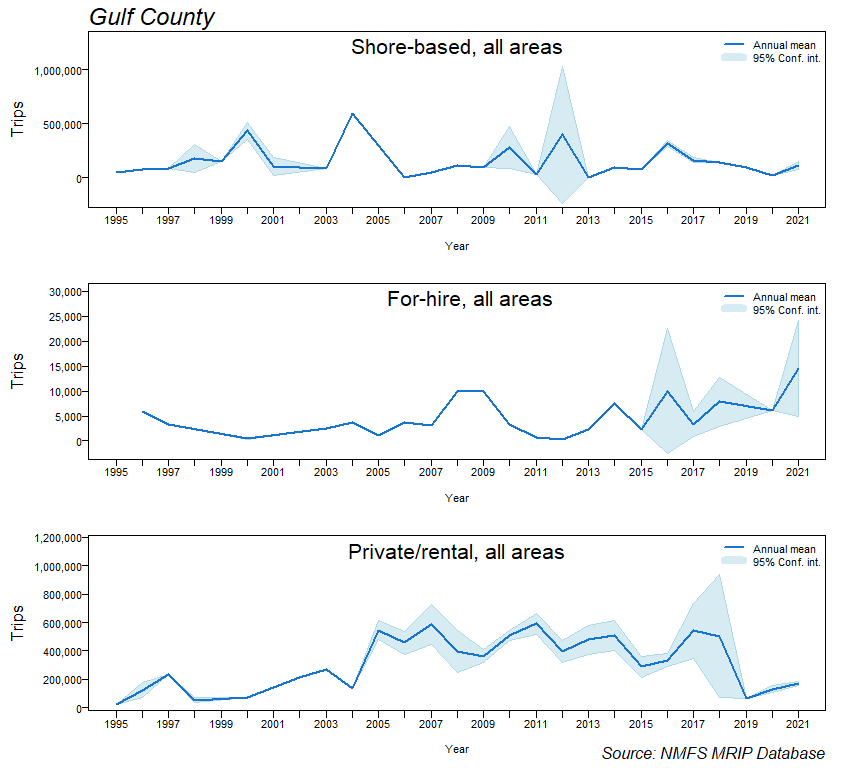 Gulf County
Shore-based, all areas
Annual mean
95% Conf. int.
Trips
1,000,000
500,000
0
1995 1997 1999 2001 2003 2005 2007 2009 2011 2013 2015 2017 2019 2021
Year
For-hire, all areas
Annual mean
95% Conf. int.
Trips
30,000
25,000
20,000
15,000
10,000
5,000
0
1995 1997 1999 2001 2003 2005 2007 2009 2011 2013 2015 2017 2019 2021
Year
Private/rental, all areas
Annual mean
95% Conf. int.
Trips
1,200,000
1,000,000
800,000
600,000
400,000
200,000
0
1995 1997 1999 2001 2003 2005 2007 2009 2011 2013 2015 2017 2019 2021
Year
Source: NMFS MRIP Database